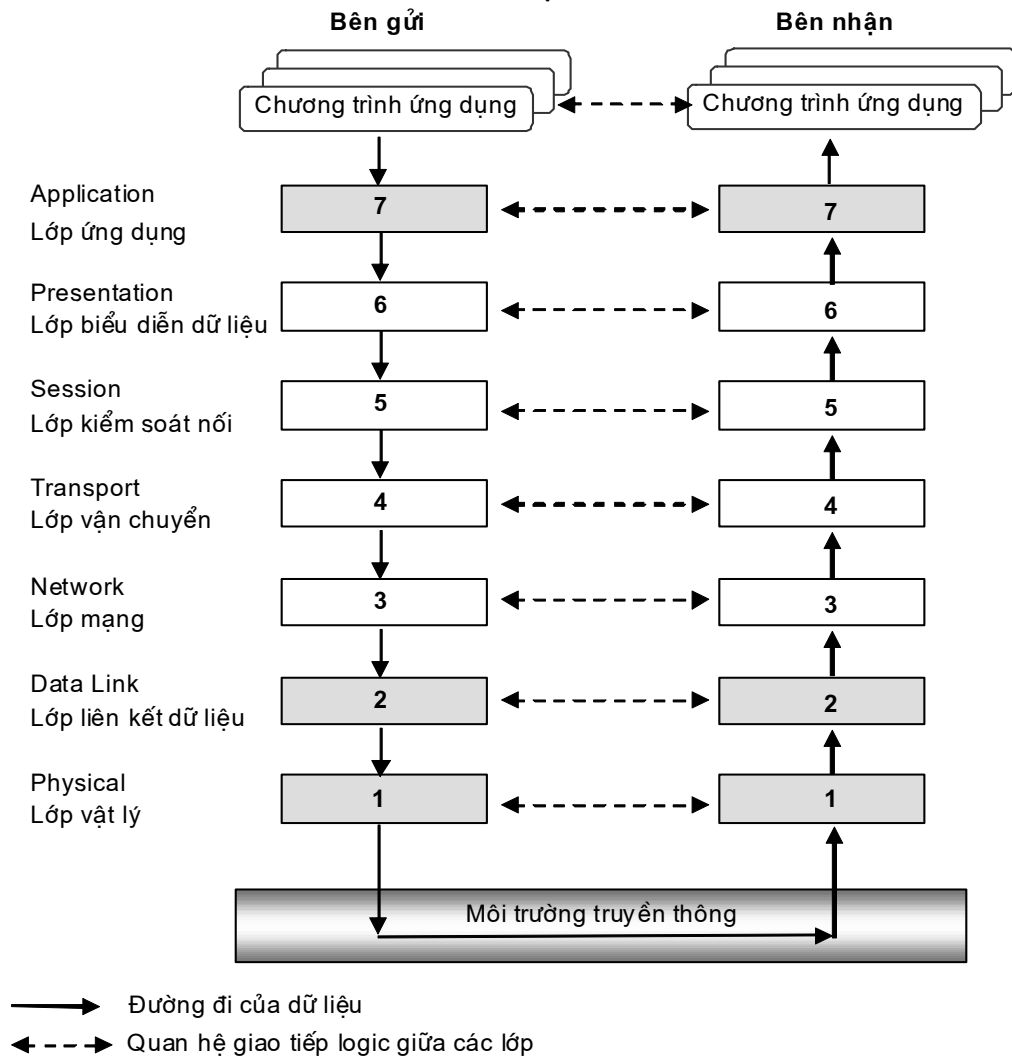 Bên gửi
Bên nhận
Chương trình ứng dụng
Chương trình ứng dụng
Application
Lớp ứng dụng
7
7
Presentation
Lớp biểu diễn dữ liệu
6
6
Session
Lớp kiểm soát nối
5
5
Transport
Lớp vận chuyển
4
4
Network
Lớp mạng
3
3
Data Link
Lớp liên kết dữ liệu
2
2
Physical
Lớp vật lý
1
1
Môi trường truyền thông
Đường đi của dữ liệu
Quan hệ giao tiếp logic giữa các lớp